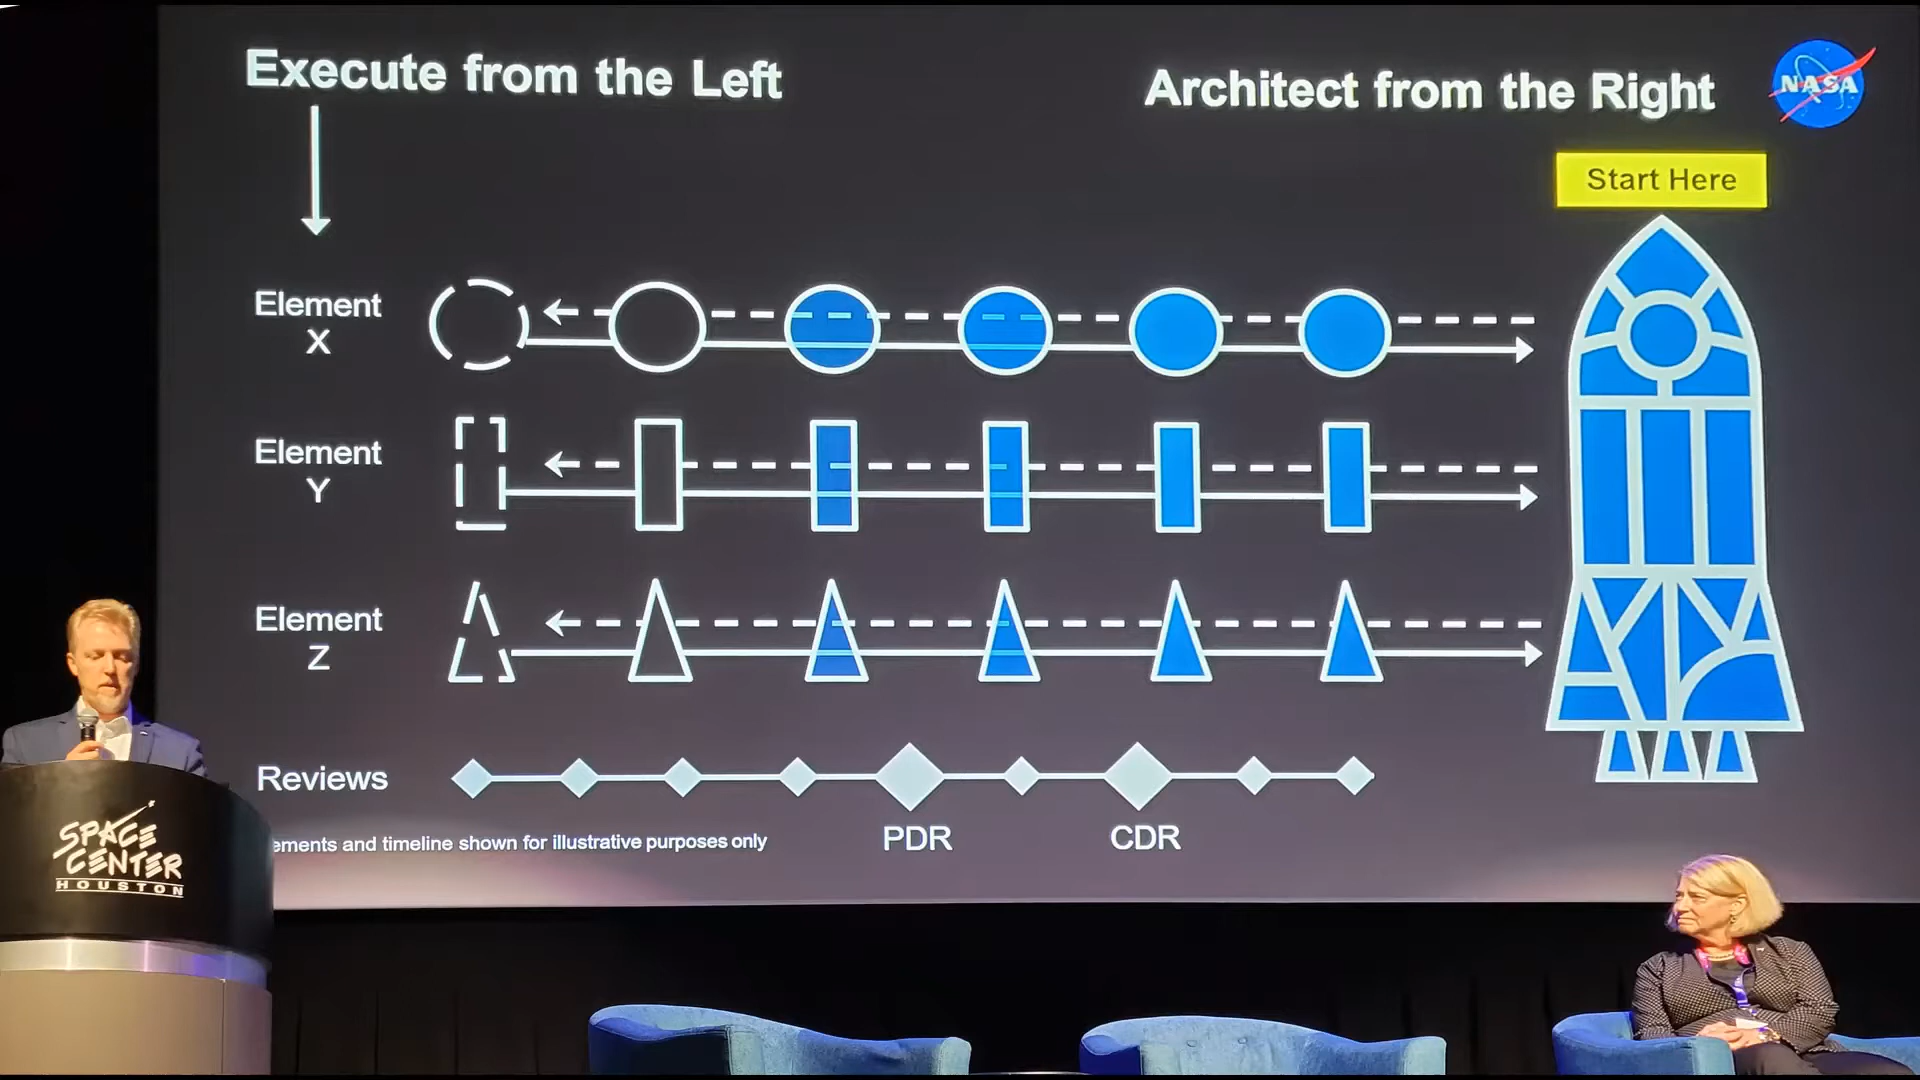 Execute from the Left
Architect from the Right
NASA
Start Here
Element
X
Element
Y
Element
Z
Reviews
PDR
CDR
ements and timeline shown for illustrative purposes only
SPACE
CENTER
HOUSTON